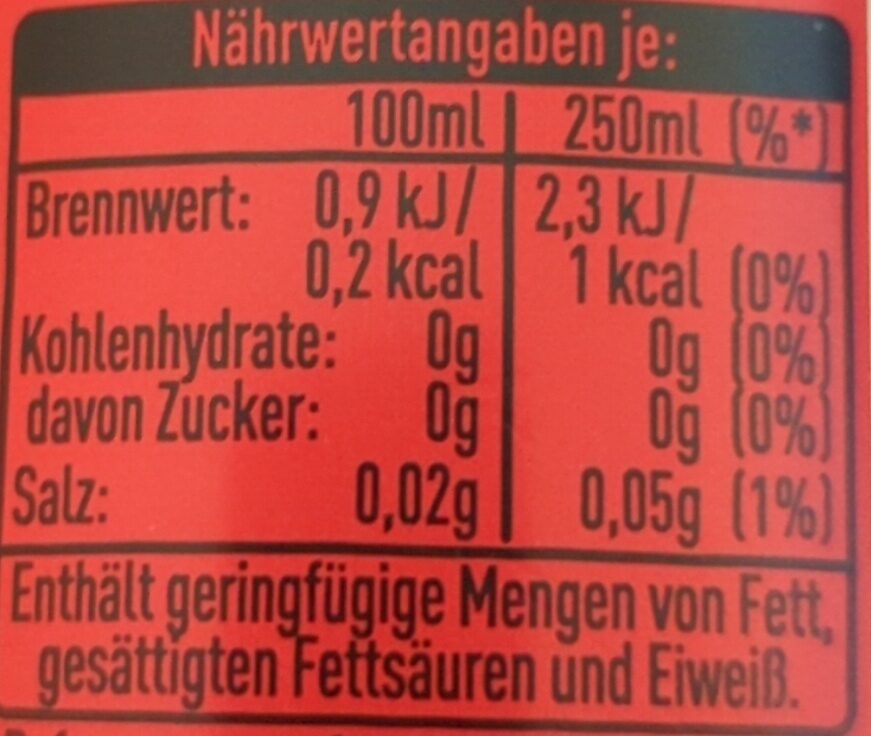 Nährwertangaben je:
100ml 250ml (%*)
Brennwert: 0,9 kJ/ 2,3 kJ/
0,2 kcal 1 kcal (0%)
Kohlenhydrate: 0g 0g (0%)
davon Zucker: 0g 0g (0%)
Salz: 0,02g 0,05g (1%)
Enthält geringfügige Mengen von Fett,
gesättigten Fettsäuren und Eiweiß.